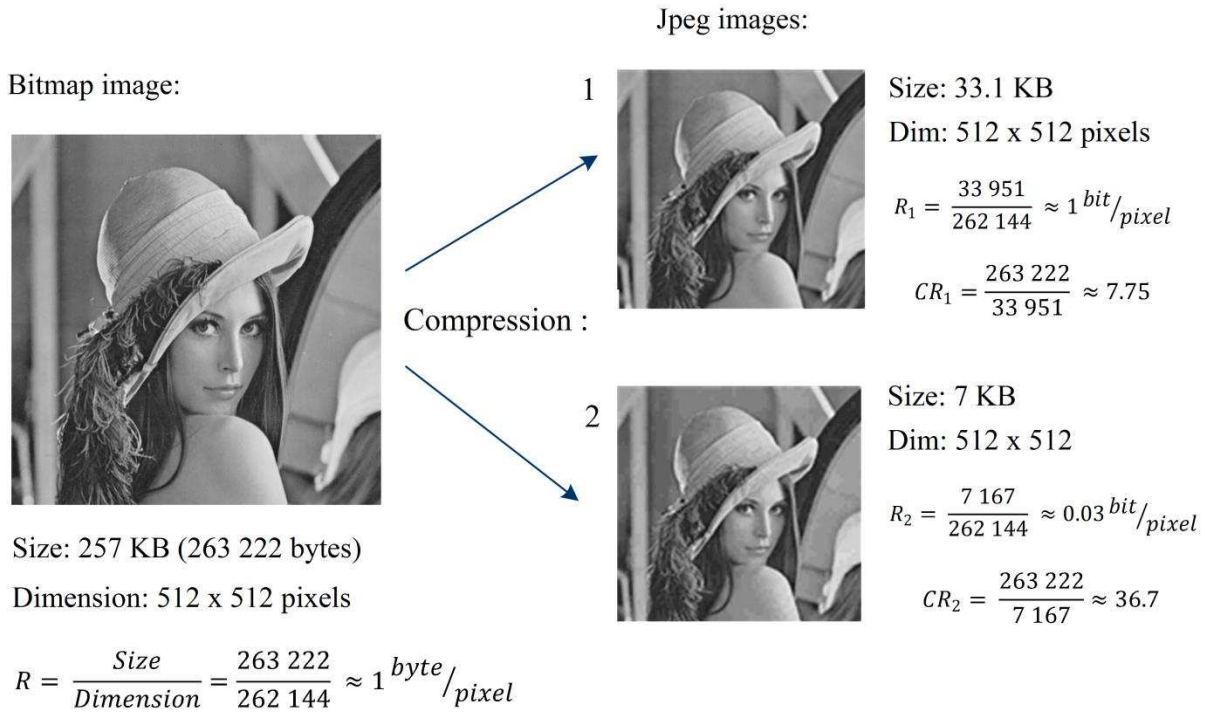 Jpeg images:
Bitmap image:
1
Size: 33.1 KB
Dim: 512 x 512 pixels
R₁ = 33 951 / 262 144 ≈ 1 bit/pixel
CR₁ = 263 222 / 33 951 ≈ 7.75
Compression :
2
Size: 7 KB
Dim: 512 x 512
R₂ = 7 167 / 262 144 ≈ 0.03 bit/pixel
CR₂ = 263 222 / 7 167 ≈ 36.7
Size: 257 KB (263 222 bytes)
Dimension: 512 x 512 pixels
R = Size / Dimension = 263 222 / 262 144 ≈ 1 byte/pixel